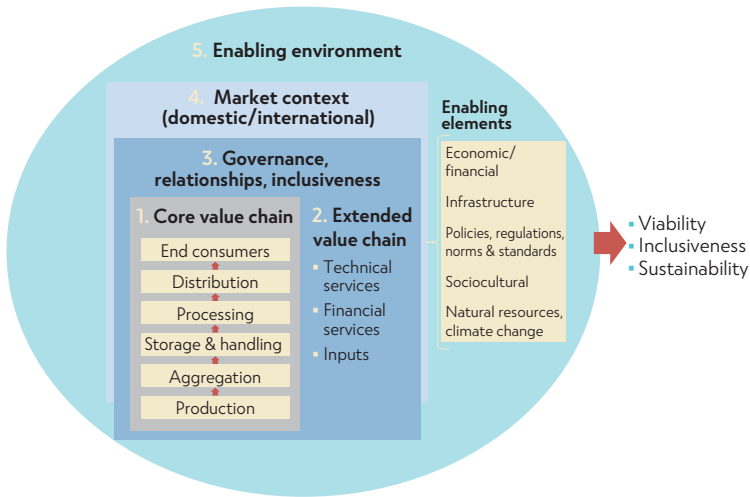 5. Enabling environment
4. Market context
(domestic/international)
3. Governance,
relationships, inclusiveness
1. Core value chain
End consumers
Distribution
Processing
Storage & handling
Aggregation
Production
2. Extended
value chain
▪ Technical
services
▪ Financial
services
▪ Inputs
Enabling
elements
Economic/
financial
Infrastructure
Policies, regulations,
norms & standards
Sociocultural
Natural resources,
climate change
▪ Viability
▪ Inclusiveness
▪ Sustainability